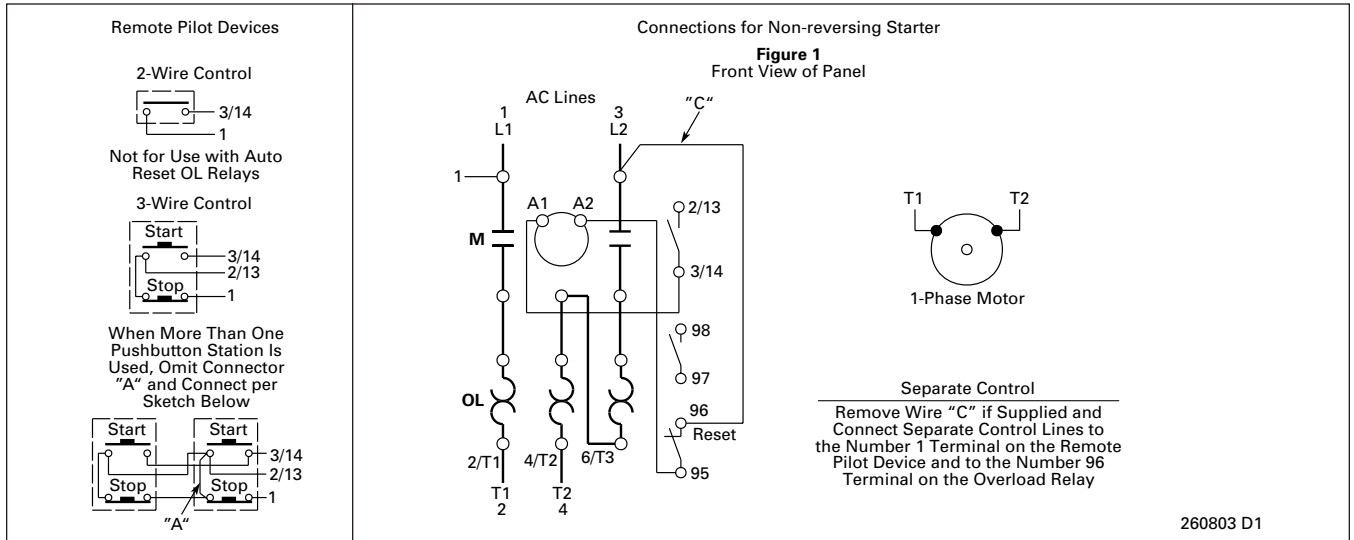 Remote Pilot Devices
2-Wire Control
3/14
1
Not for Use with Auto
Reset OL Relays
3-Wire Control
Start
3/14
2/13
Stop
1
When More Than One
Pushbutton Station Is
Used, Omit Connector
"A" and Connect per
Sketch Below
Start
Start
3/14
2/13
Stop
Stop
1
"A"
Connections for Non-reversing Starter
Figure 1
Front View of Panel
AC Lines
1
3
"C"
L1
L2
1
A1
A2
2/13
M
3/14
98
97
OL
96
Reset
2/T1
4/T2
6/T3
95
T1
T2
2
4
T1
T2
1-Phase Motor
Separate Control
Remove Wire "C" if Supplied and
Connect Separate Control Lines to
the Number 1 Terminal on the Remote
Pilot Device and to the Number 96
Terminal on the Overload Relay
260803 D1